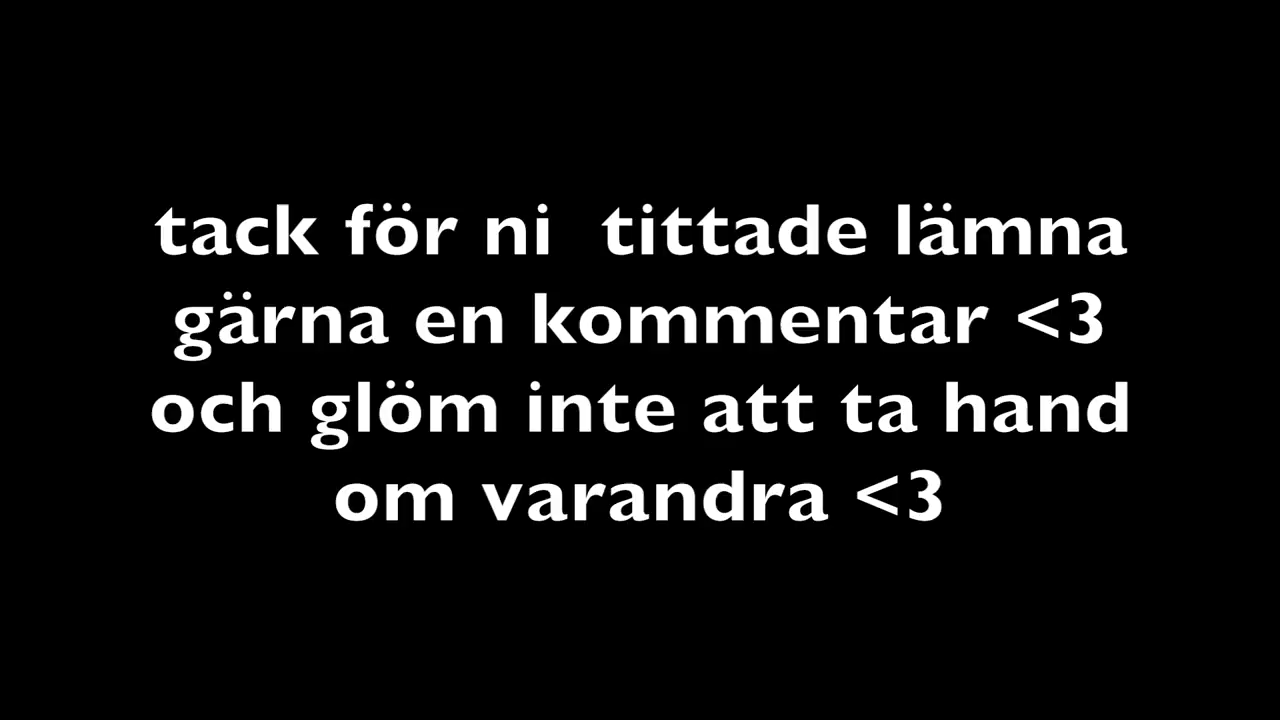 tack för ni  tittade lämna
gärna en kommentar <3
och glöm inte att ta hand
om varandra <3